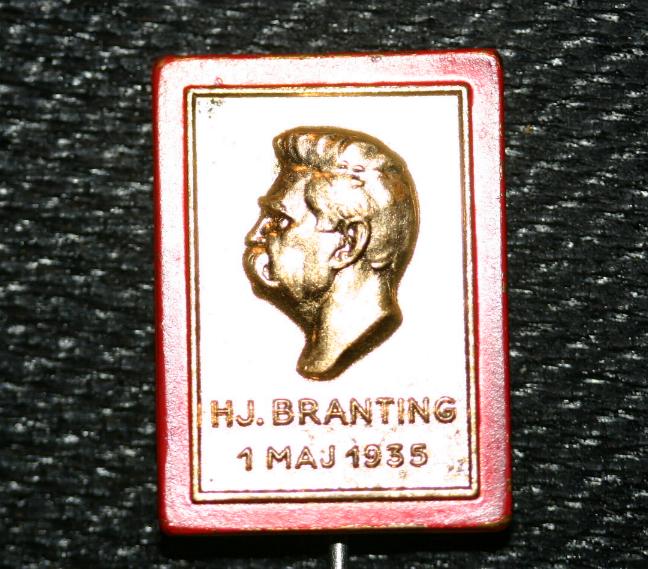 HJ. BRANTING
1 MAJ 1935